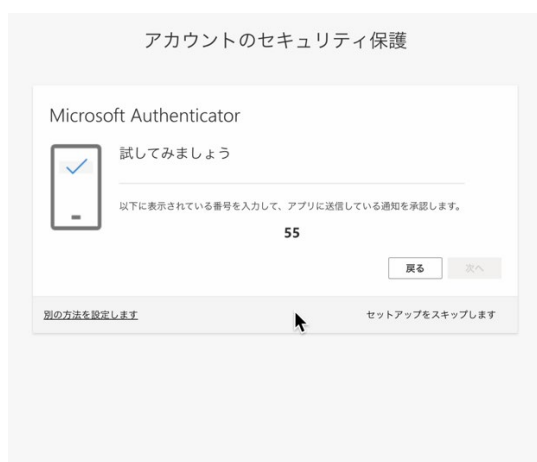 アカウントのセキュリティ保護
Microsoft Authenticator
試してみましょう
以下に表示されている番号を入力して、アプリに送信している通知を承認します。
55
戻る
次へ
別の方法を設定します
セットアップをスキップします